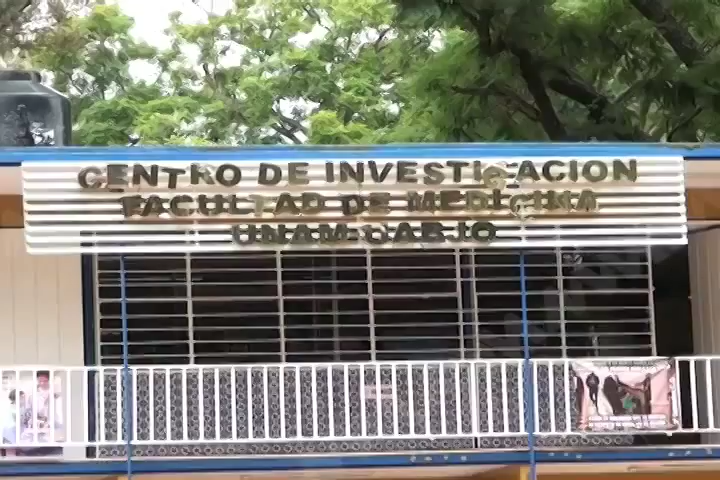 CENTRO DE INVESTIGACION
FACULTAD DE MEDICINA
UNAM-UABJO